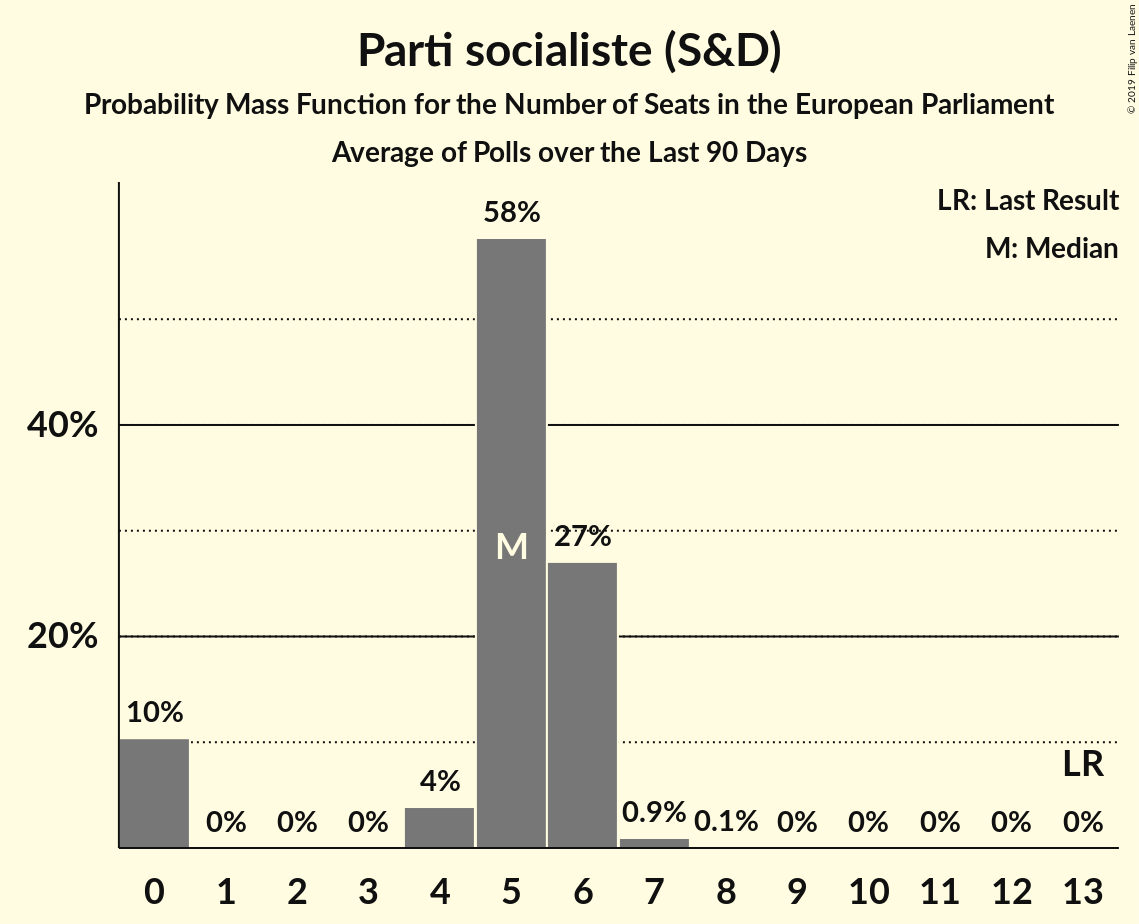 Parti socialiste (S&D)
Probability Mass Function for the Number of Seats in the European Parliament
Average of Polls over the Last 90 Days
© 2019 Filip van Laenen
LR: Last Result
M: Median
58%
40%
M
27%
20%
10%
LR
4%
0% 0% 0% 0.9% 0.1% 0% 0% 0% 0% 0%
0 1 2 3 4 5 6 7 8 9 10 11 12 13